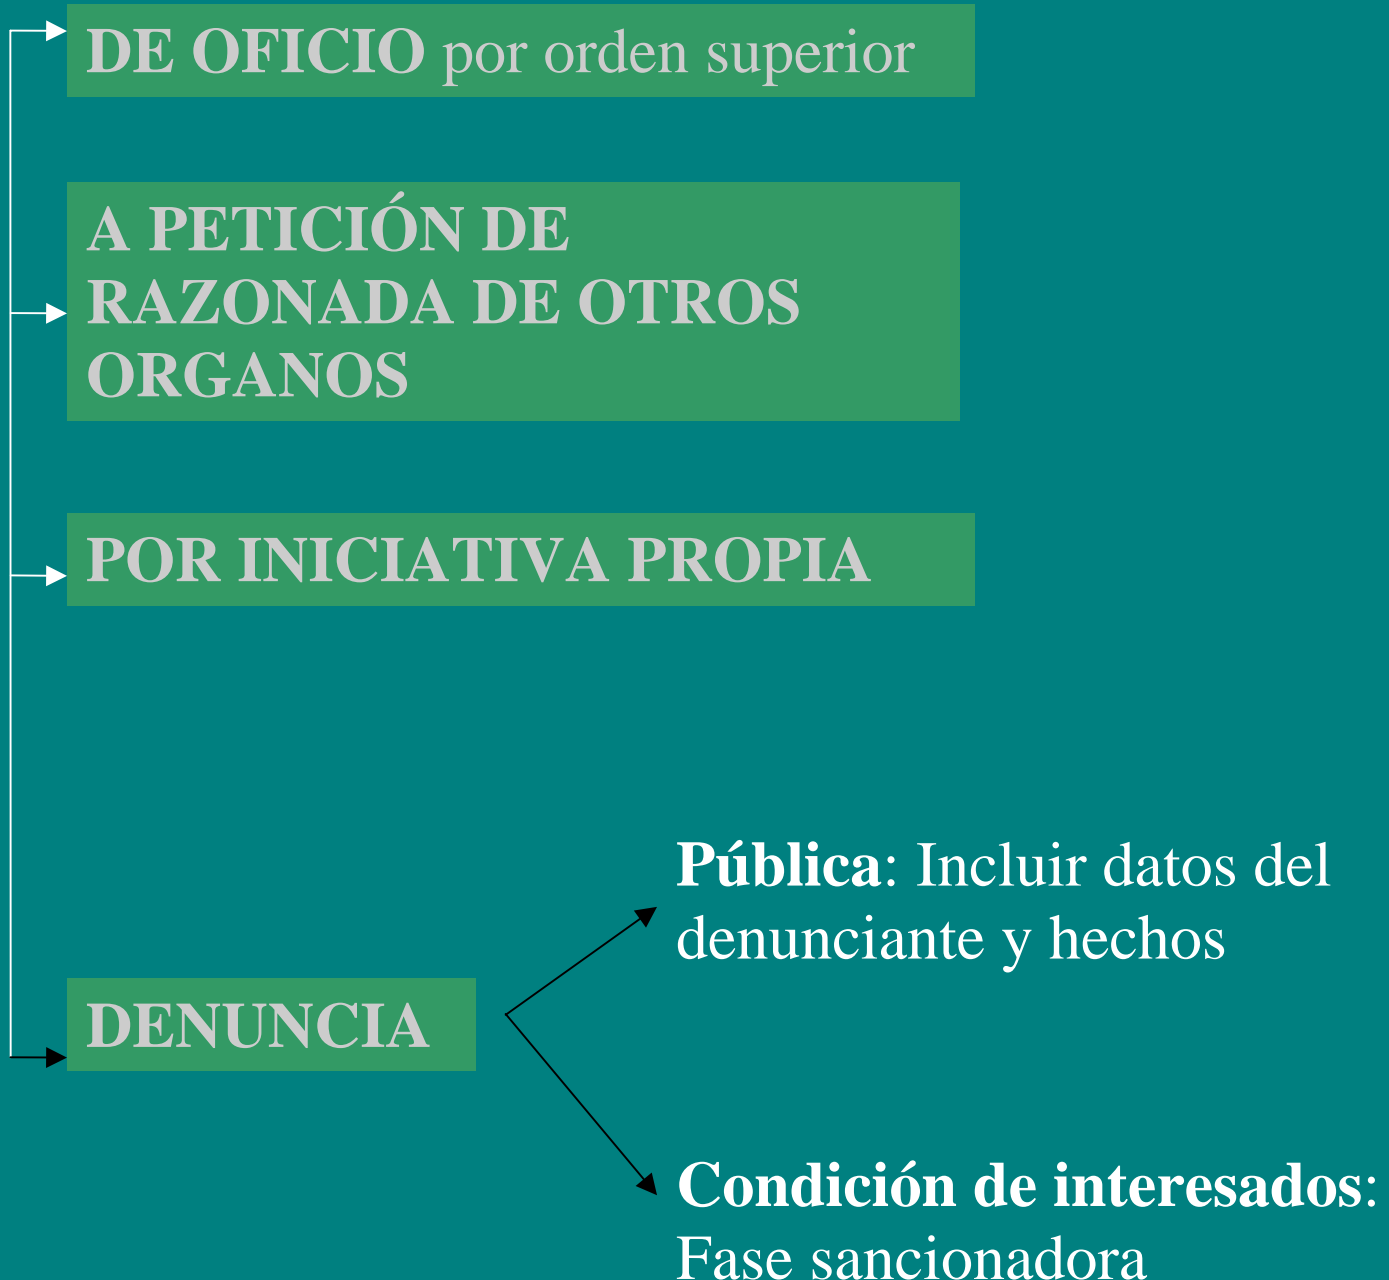 DE OFICIO por orden superior
A PETICIÓN DE
RAZONADA DE OTROS
ORGANOS
POR INICIATIVA PROPIA
Pública: Incluir datos del
denunciante y hechos
DENUNCIA
Condición de interesados:
Fase sancionadora